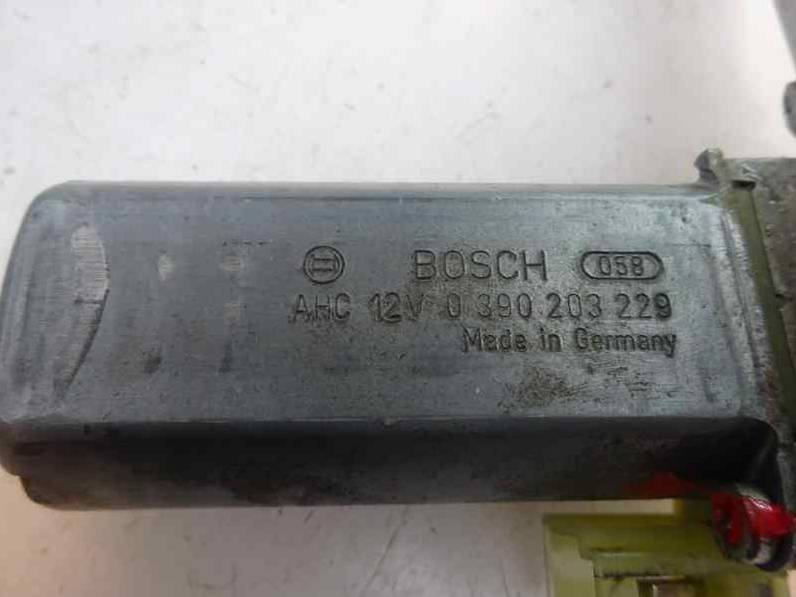 BOSCH 058
AHC 12V 0 390 203 229
Made in Germany